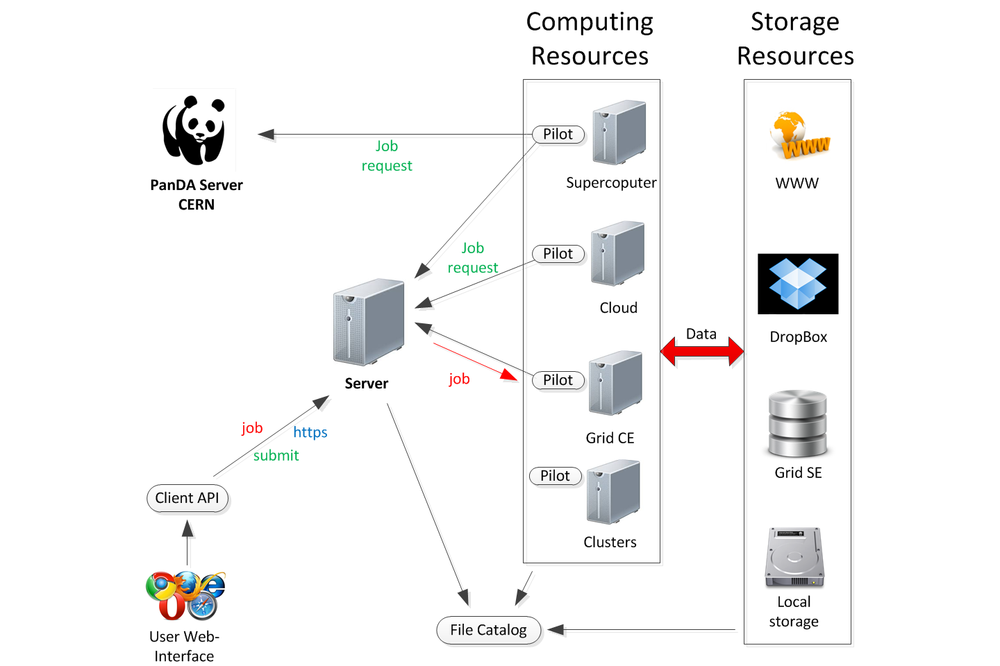 Computing
Resources
Storage
Resources
PanDA Server
CERN
Job
request
Pilot
Supercoputer
WWW
WWW
Job
request
Pilot
Cloud
DropBox
Data
Server
job
Pilot
Grid CE
job
https
submit
Pilot
Clusters
Grid SE
Client API
User Web-
Interface
File Catalog
Local
storage